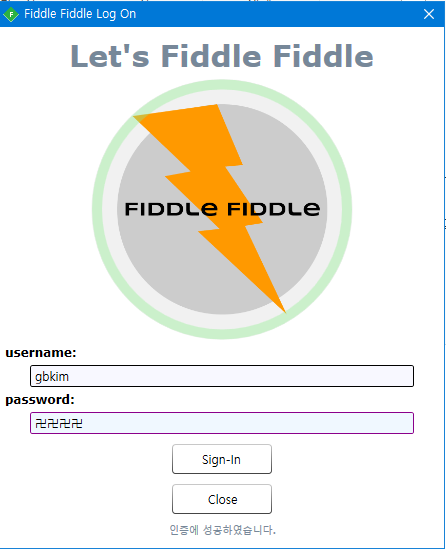 Fiddle Fiddle Log On
Let's Fiddle Fiddle
FIDDLe FIDDLe
username:
gbkim
password:
卍卍卍卍
Sign-In
Close
인증에 성공하였습니다.